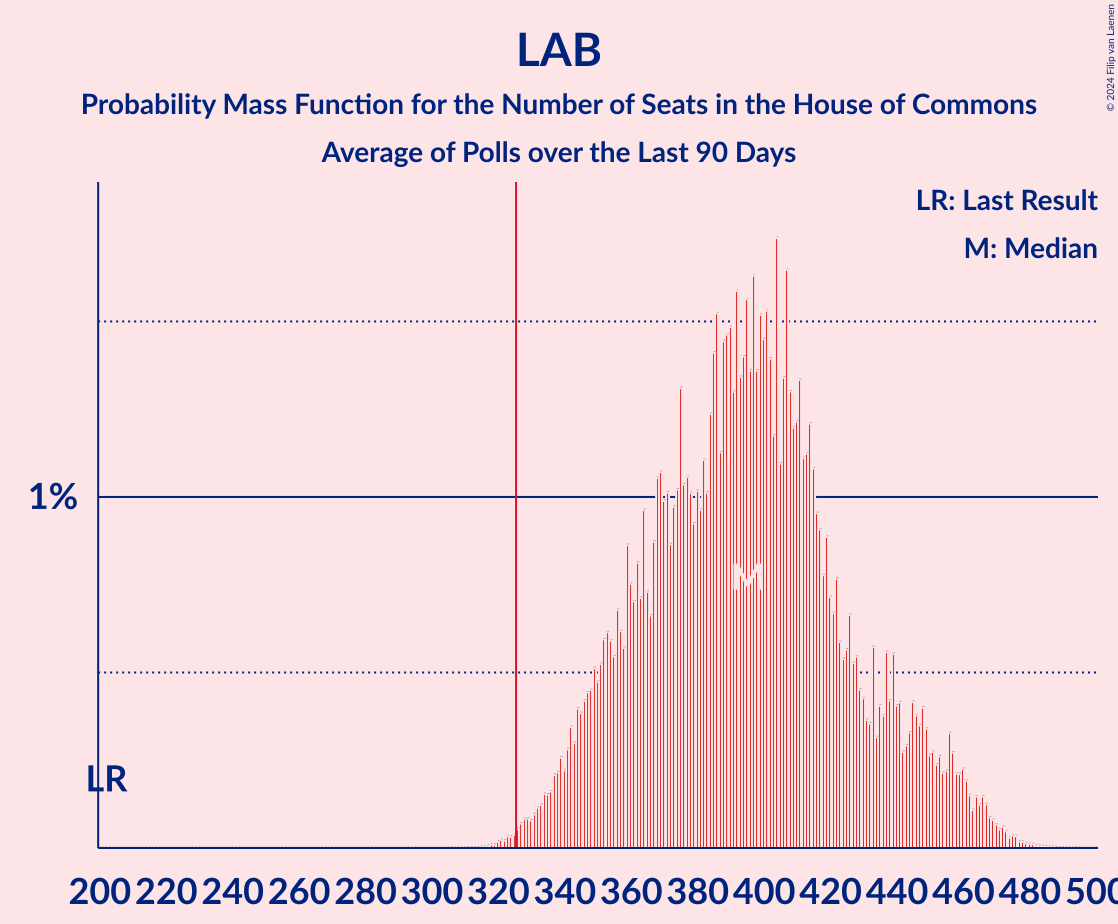 LAB
Probability Mass Function for the Number of Seats in the House of Commons
Average of Polls over the Last 90 Days
© 2024 Filip van Laenen
LR: Last Result
M: Median
1%
M
LR
200 220 240 260 280 300 320 340 360 380 400 420 440 460 480 500